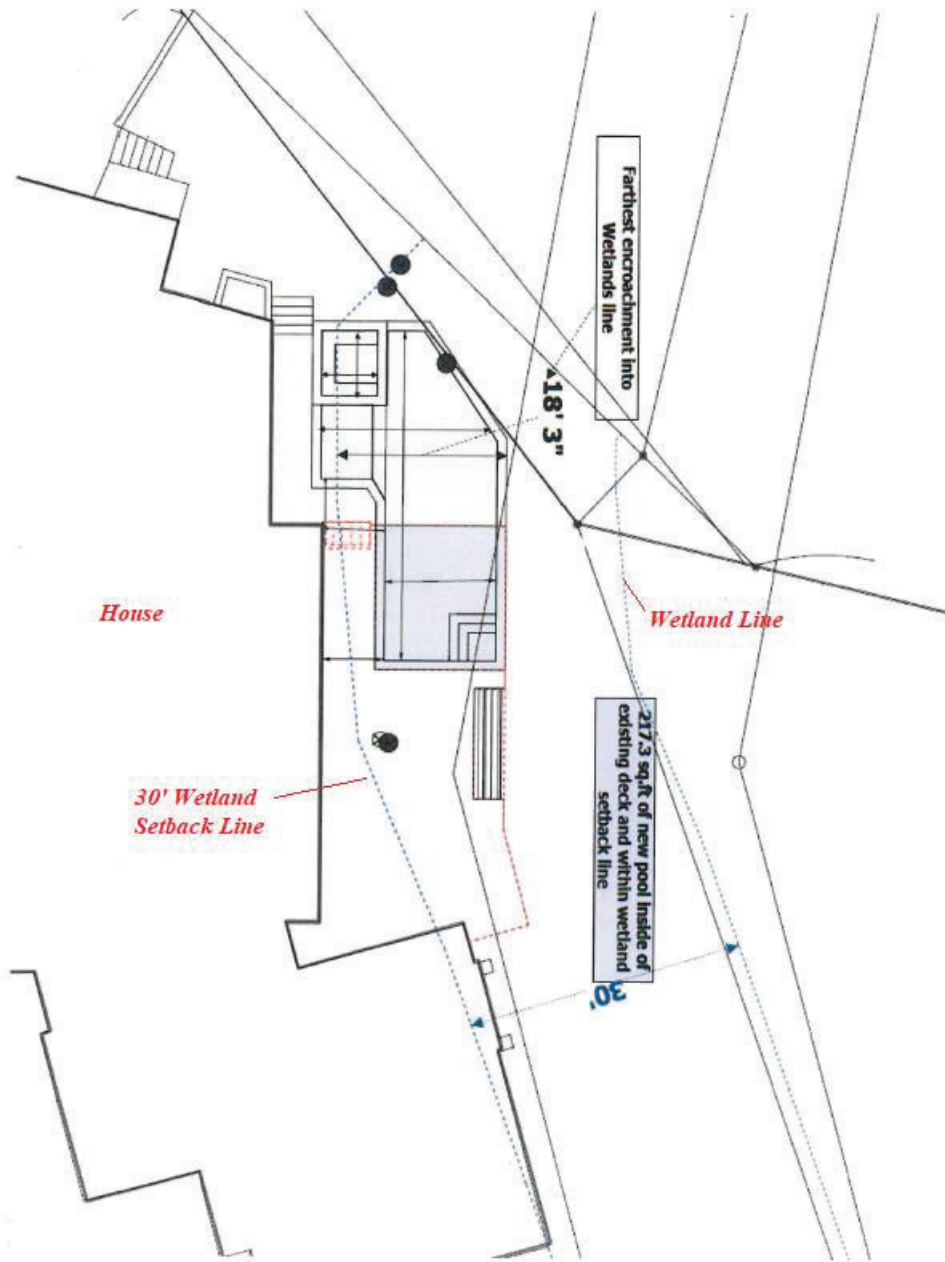 Farthest encroachment into
Wetlands line
18' 3"
House
Wetland Line
217.3 sq.ft of new pool inside of
existing deck and within wetland
setback line
30' Wetland
Setback Line
30'